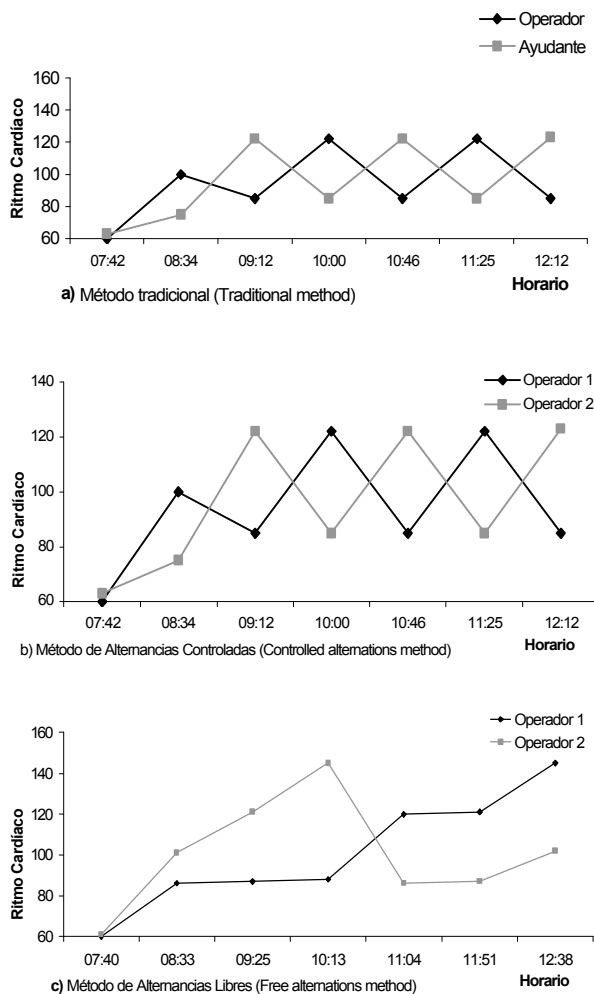 Operador
Ayudante
Ritmo Cardíaco
160
140
120
100
80
60
07:42 08:34 09:12 10:00 10:46 11:25 12:12
Horario
a) Método tradicional (Traditional method)
Operador 1
Operador 2
Ritmo Cardíaco
140
120
100
80
60
07:42 08:34 09:12 10:00 10:46 11:25 12:12
Horario
b) Método de Alternancias Controladas (Controlled alternations method)
Operador 1
Operador 2
Ritmo Cardíaco
160
140
120
100
80
60
07:40 08:33 09:25 10:13 11:04 11:51 12:38
Horario
c) Método de Alternancias Libres (Free alternations method)